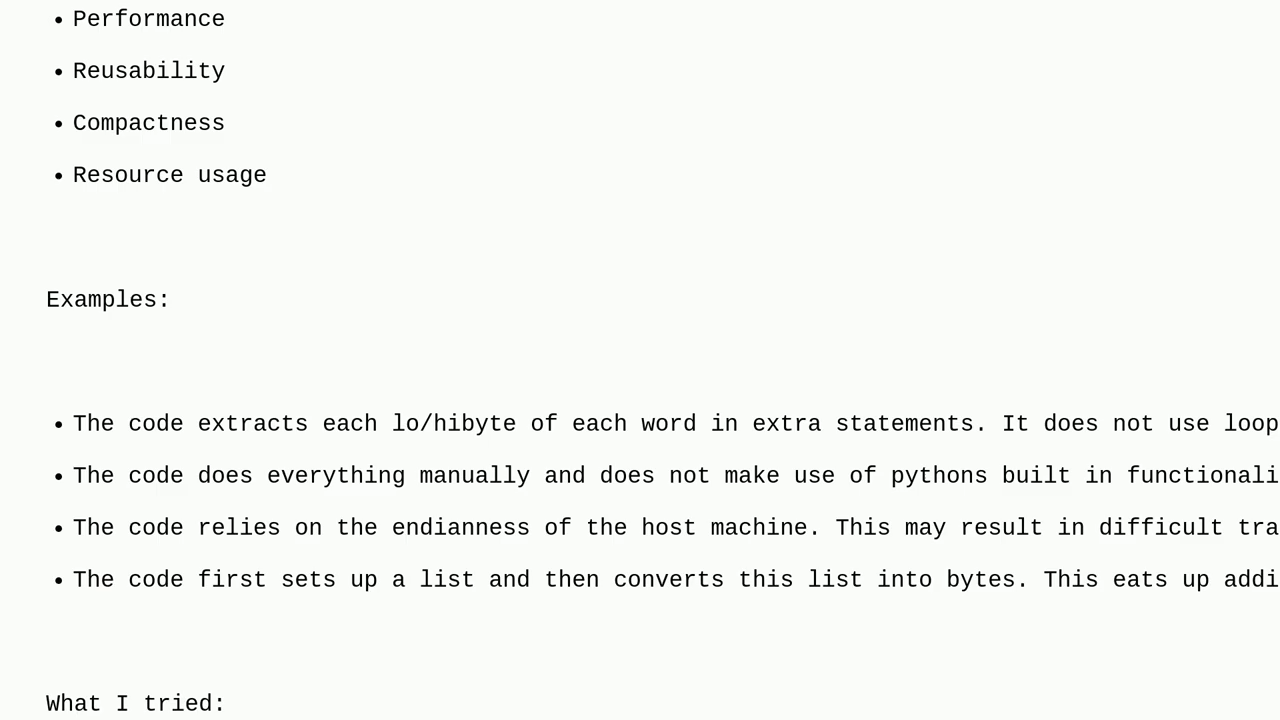 • Performance
• Reusability
• Compactness
• Resource usage
Examples:
• The code extracts each lo/hibyte of each word in extra statements. It does not use loop
• The code does everything manually and does not make use of pythons built in functionali
• The code relies on the endianness of the host machine. This may result in difficult tra
• The code first sets up a list and then converts this list into bytes. This eats up addi
What I tried: